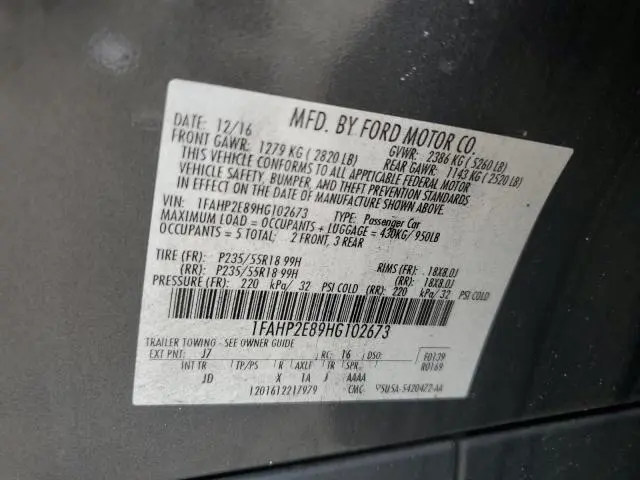 MFD. BY FORD MOTOR CO.
DATE: 12/16 GVWR: 2386 KG ( 5260 LB)
FRONT GAWR: 1279 KG ( 2820 LB) REAR GAWR: 1143 KG ( 2520 LB)
THIS VEHICLE CONFORMS TO ALL APPLICABLE FEDERAL MOTOR
VEHICLE SAFETY, BUMPER, AND THEFT PREVENTION STANDARDS
IN EFFECT ON THE DATE OF MANUFACTURE SHOWN ABOVE.
VIN: 1FAHP2E89HG102673 TYPE: Passenger Car
MAXIMUM LOAD = OCCUPANTS + LUGGAGE = 430KG/ 950LB
OCCUPANTS = 5 TOTAL; 2 FRONT, 3 REAR
TIRE (FR): P235/55R18 99H RIMS (FR): 18X8.0J
(RR): P235/55R18 99H (RR): 18X8.0J
PRESSURE (FR): 220 kPa/ 32 PSI COLD (RR): 220 kPa/ 32 PSI COLD
1FAHP2E89HG102673
TRAILER TOWING - SEE OWNER GUIDE
EXT PNT: J7 RC: 16 DSO: F0139
INT TR TP/PS R AXLE TR SPR R0169
JD X 1A J AAAA
1201612217979 CMC 5U5A-5420472-AA